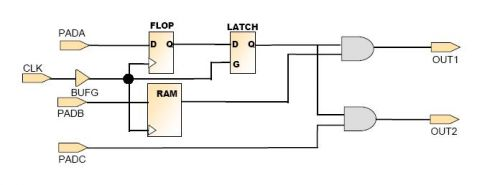 FLOP
LATCH
PADA
D Q
D Q
G
OUT1
CLK
BUFG
RAM
PADB
OUT2
PADC